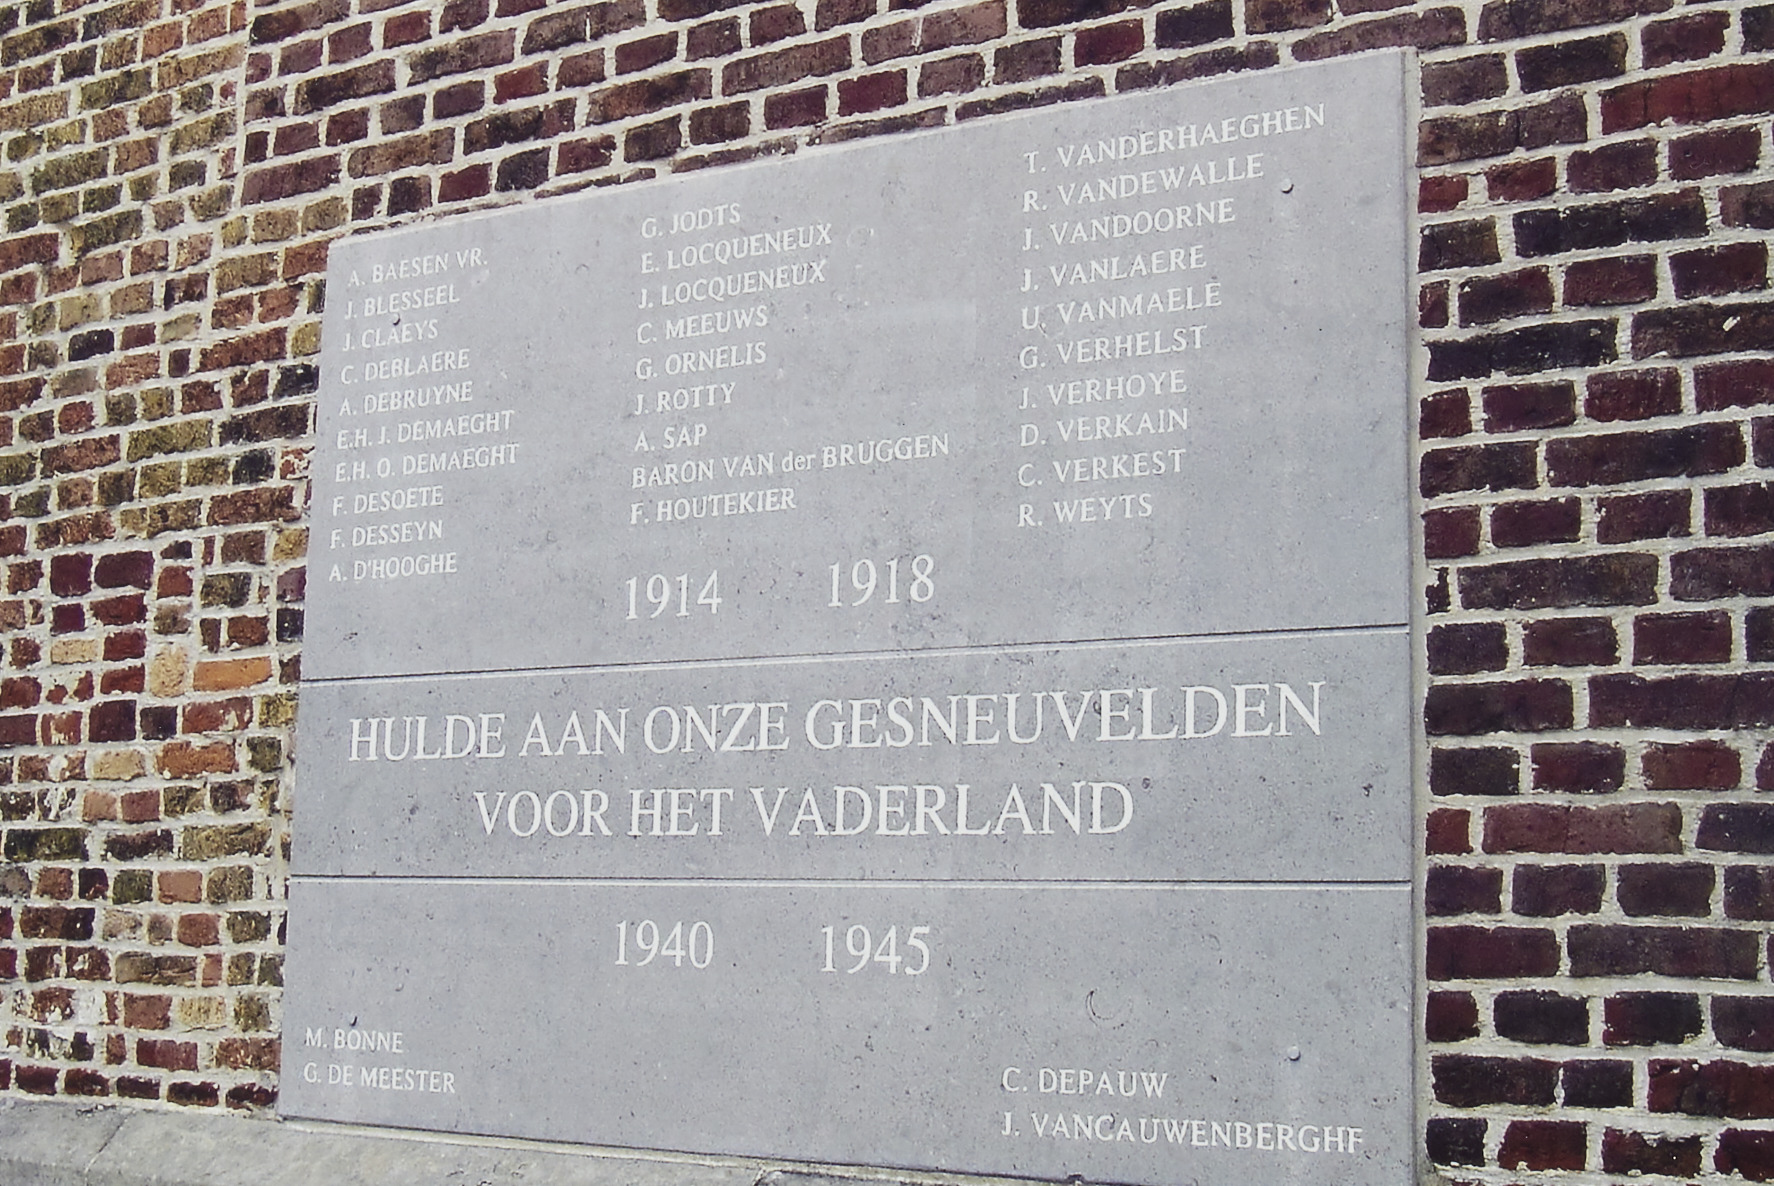 A. BAESEN VR.
J. BLESSEEL
J. CLAEYS
C. DEBLAERE
A. DEBRUYNE
E.H. J. DEMAEGHT
E.H. O. DEMAEGHT
F. DESOETE
F. DESSEYN
A. D'HOOGHE
G. JODTS
E. LOCQUENEUX
J. LOCQUENEUX
C. MEEUWS
G. ORNELIS
J. ROTTY
A. SAP
BARON VAN der BRUGGEN
F. HOUTEKIER
T. VANDERHAEGHEN
R. VANDEWALLE
J. VANDOORNE
J. VANLAERE
U. VANMAELE
G. VERHELST
J. VERHOYE
D. VERKAIN
C. VERKEST
R. WEYTS
1914 1918
HULDE AAN ONZE GESNEUVELDEN
VOOR HET VADERLAND
1940 1945
M. BONNE
G. DE MEESTER
C. DEPAUW
J. VANCAUWENBERGHE